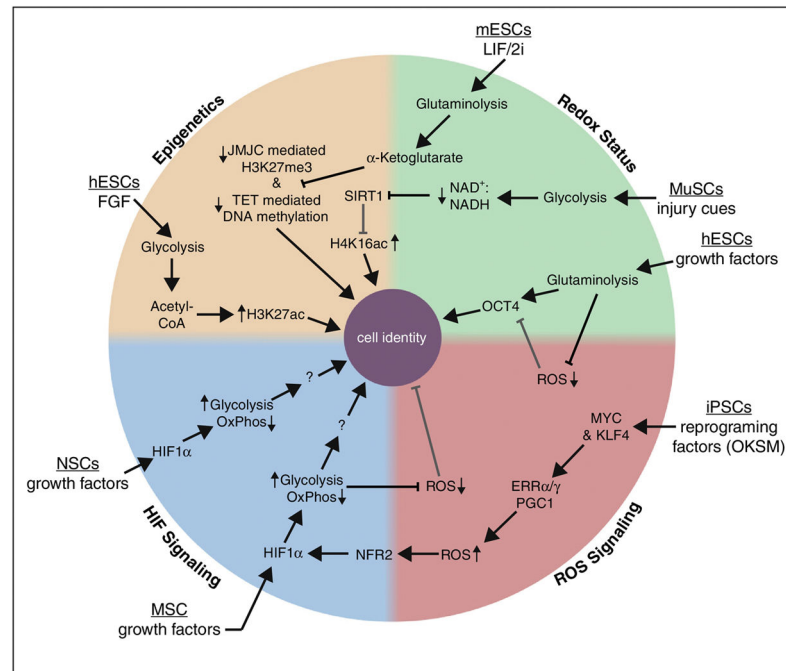 mESCs
LIF/2i
Epigenetics
Redox Status
Glutaminolysis
↓JMJC mediated
H3K27me3
&
↓ TET mediated
DNA methylation
α-Ketoglutarate
hESCs
FGF
SIRT1
↓ NAD⁺:
NADH
Glycolysis
MuSCs
injury cues
H4K16ac ↑
Glycolysis
hESCs
growth factors
Glutaminolysis
Acetyl-
CoA
↑H3K27ac
OCT4
cell identity
ROS↓
?
↑Glycolysis
OxPhos↓
?
MYC
& KLF4
iPSCs
reprograming
factors (OKSM)
HIF1α
NSCs
growth factors
↑Glycolysis
OxPhos↓
ROS↓
ERRα/γ
PGC1
HIF1α
NFR2
ROS↑
HIF Signaling
ROS Signaling
MSC
growth factors